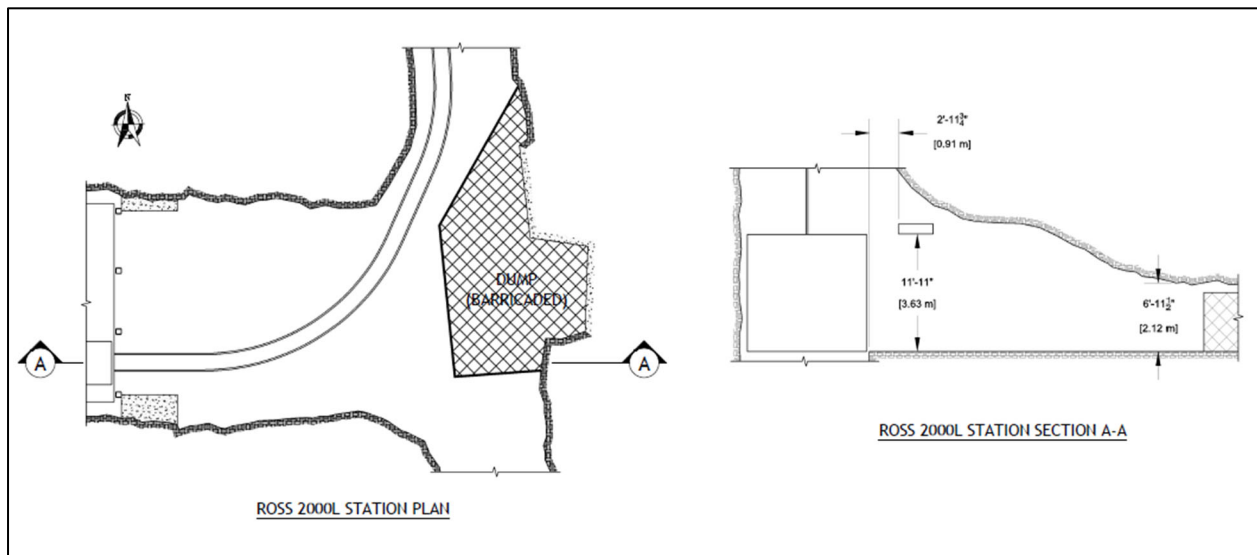 N
DUMP
(BARRICADED)
A
A
ROSS 2000L STATION PLAN
2'-11¾"
[0.91 m]
11'-11"
[3.63 m]
6'-11½"
[2.12 m]
ROSS 2000L STATION SECTION A-A